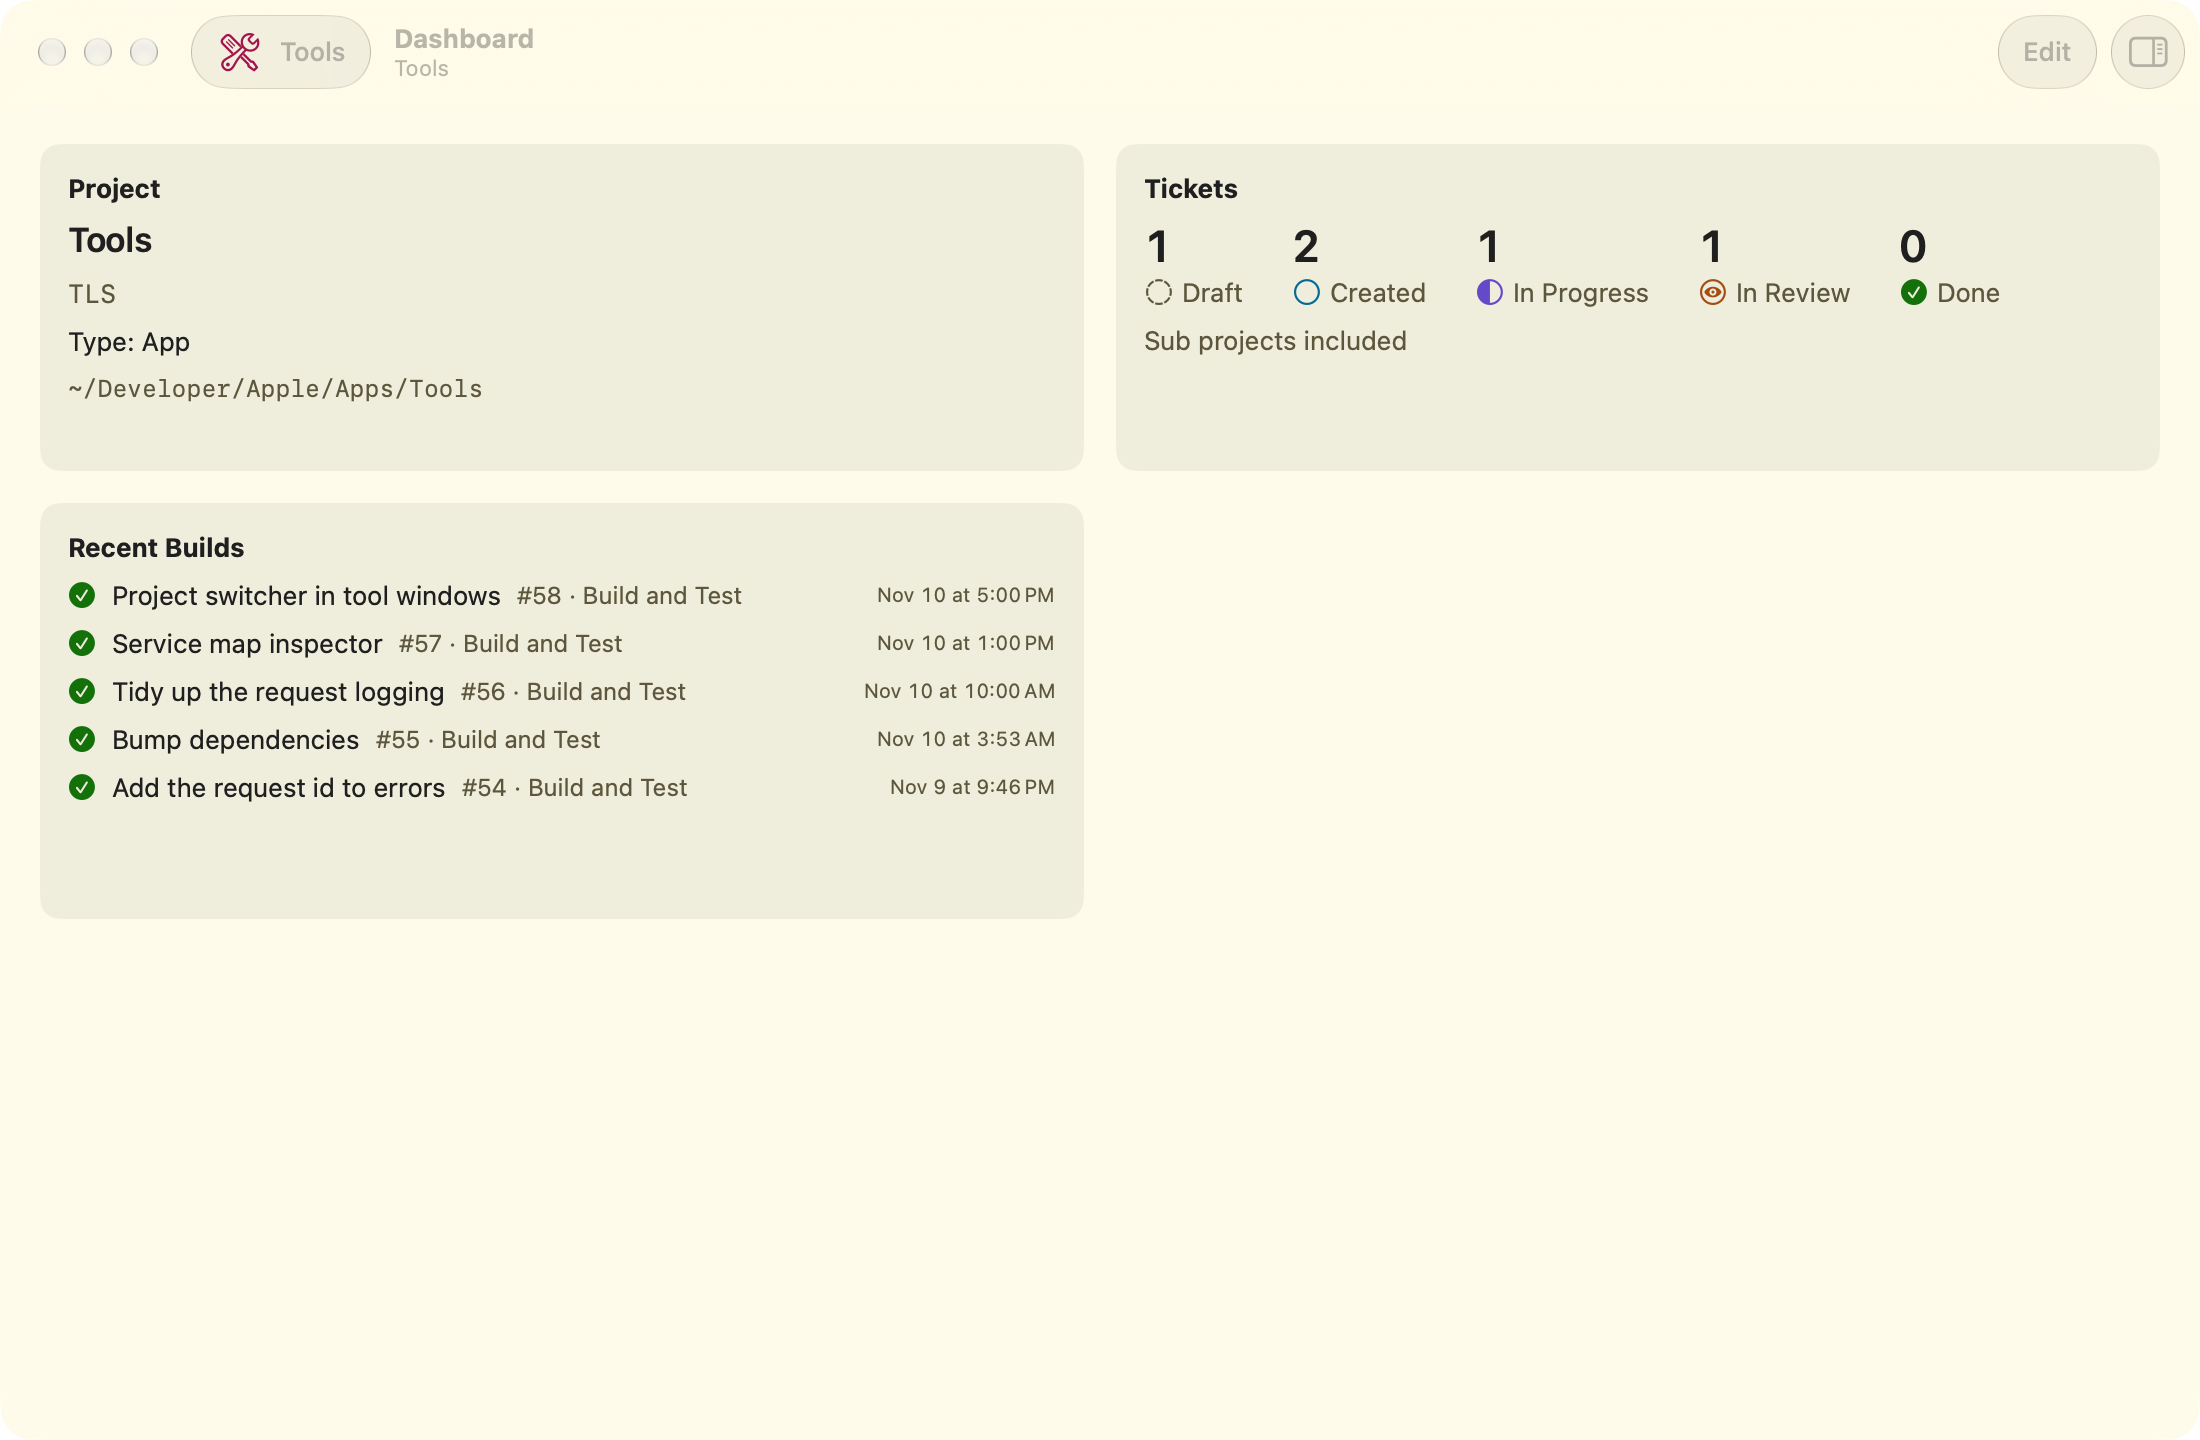 Tools
Dashboard
Tools
Edit
Project
Tools
TLS
Type: App
~/Developer/Apple/Apps/Tools
Tickets
1 2 1 1 0
Draft Created In Progress In Review Done
Sub projects included
Recent Builds
Project switcher in tool windows #58 · Build and Test Nov 10 at 5:00 PM
Service map inspector #57 · Build and Test Nov 10 at 1:00 PM
Tidy up the request logging #56 · Build and Test Nov 10 at 10:00 AM
Bump dependencies #55 · Build and Test Nov 10 at 3:53 AM
Add the request id to errors #54 · Build and Test Nov 9 at 9:46 PM